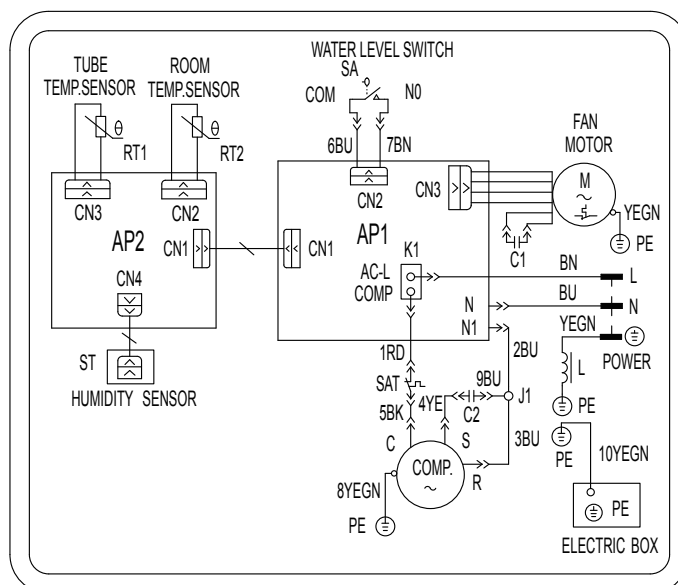 WATER LEVEL SWITCH
TUBE
TEMP.SENSOR
ROOM
TEMP.SENSOR
SA
COM
N0
θ
RT1
θ
RT2
6BU
7BN
FAN
MOTOR
CN3
CN2
CN2
CN3
M
~
YEGN
PE
AP2
CN1
CN1
AP1
K1
C1
CN4
AC-L
COMP
BN
L
N
BU
N
N1
YEGN
POWER
ST
HUMIDITY SENSOR
1RD
2BU
SAT
4YE
9BU
C2
J1
L
PE
5BK
C
S
3BU
PE
10YEGN
COMP.
~
R
8YEGN
PE
PE
ELECTRIC BOX